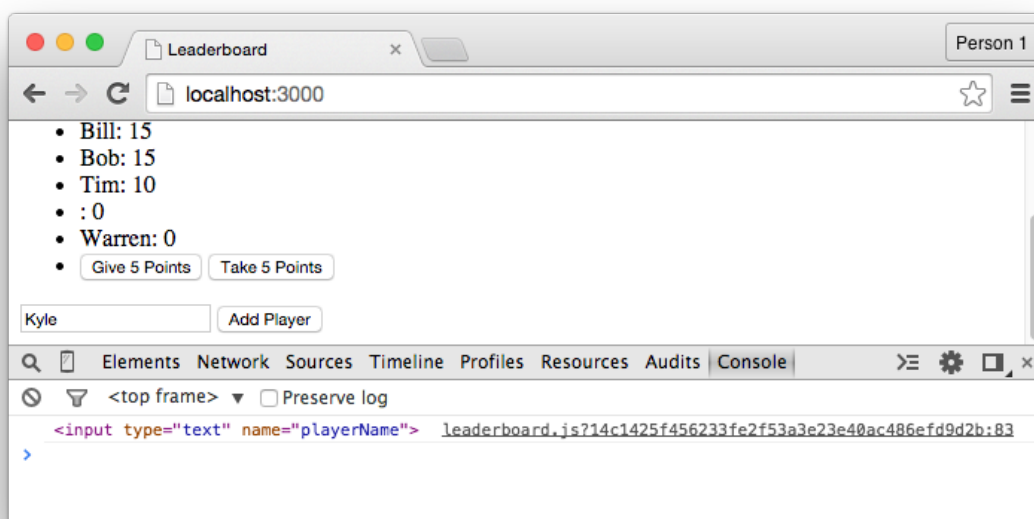 Leaderboard
Person 1
localhost:3000
Bill: 15
Bob: 15
Tim: 10
: 0
Warren: 0
Give 5 Points Take 5 Points
Kyle Add Player
Elements Network Sources Timeline Profiles Resources Audits Console
<top frame> Preserve log
<input type="text" name="playerName"> leaderboard.js?14c1425f456233fe2f53a3e23e40ac486efd9d2b:83